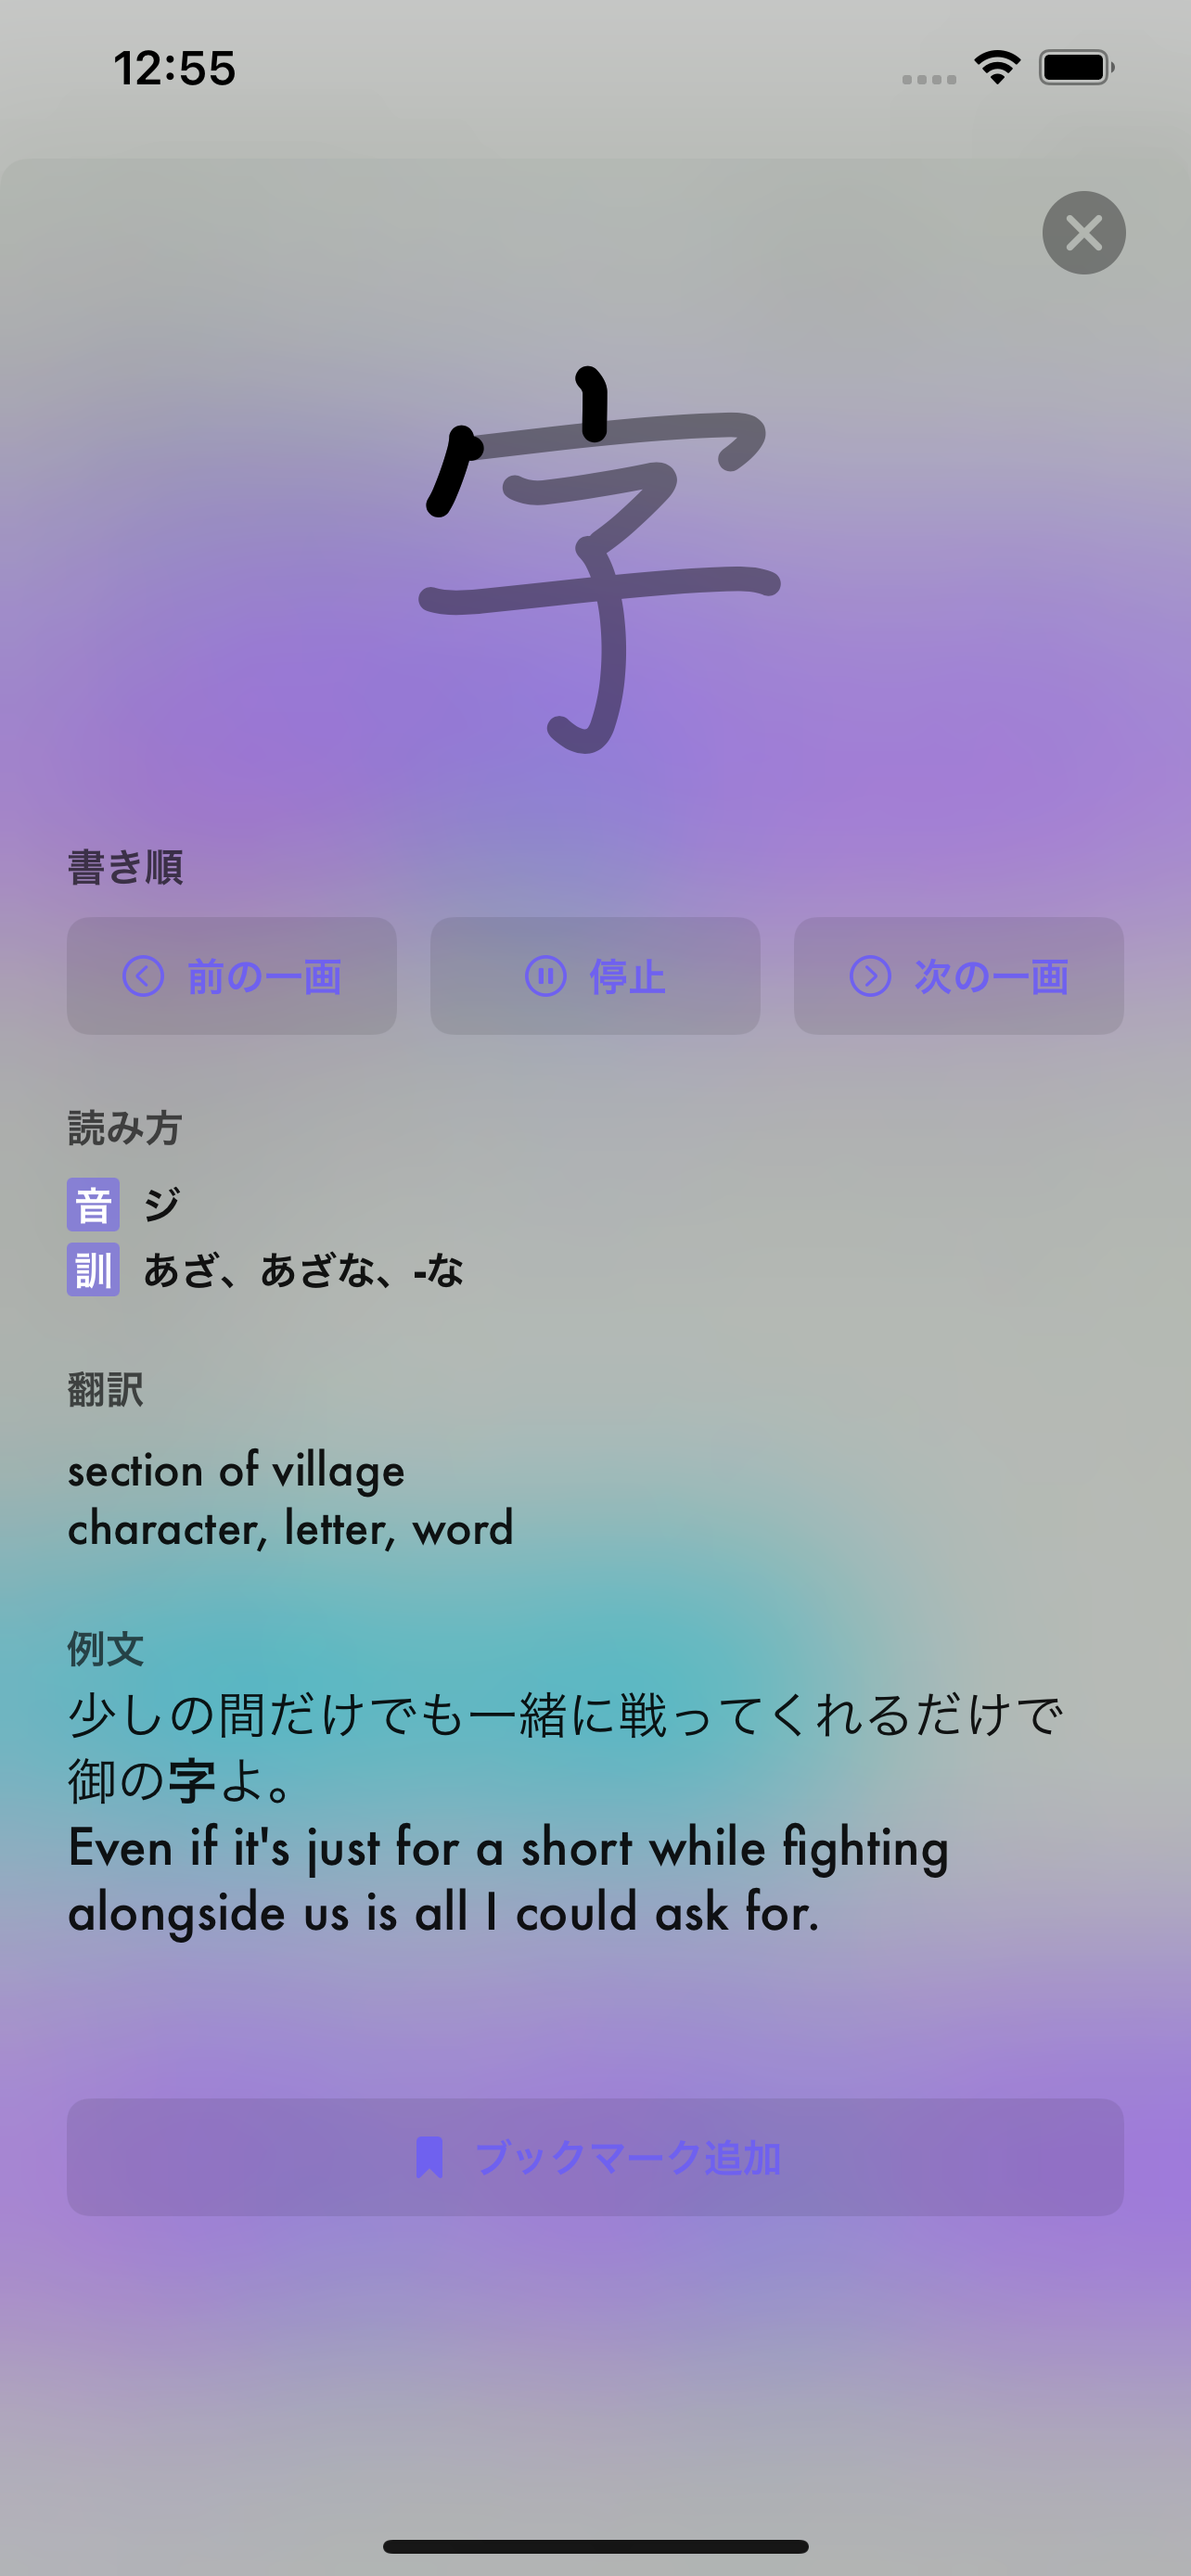 12:55
字
書き順
前の一画
停止
次の一画
読み方
音 ジ
訓 あざ、あざな、-な
翻訳
section of village
character, letter, word
例文
少しの間だけでも一緒に戦ってくれるだけで
御の字よ。
Even if it's just for a short while fighting
alongside us is all I could ask for.
ブックマーク追加